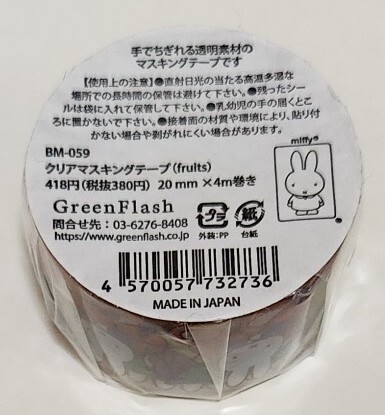 手でちぎれる透明素材の
マスキングテープです
【使用上の注意】●直射日光の当たる高温多湿な
場所での長時間の保管は避けて下さい。●残ったシー
ルは袋に入れて保管して下さい。●乳幼児の手の届くとこ
ろに置かないで下さい。●接着面の材質や環境により、貼り付
かない場合や剥がれにくい場合があります。
miffy®
BM-059
クリアマスキングテープ(fruits)
418円(税抜380円) 20mm×4m巻き
GreenFlash
問合せ先:03-6276-8408
https://www.greenflash.co.jp
プラ
外装:PP
紙
台紙
4 570057 732736
MADE IN JAPAN